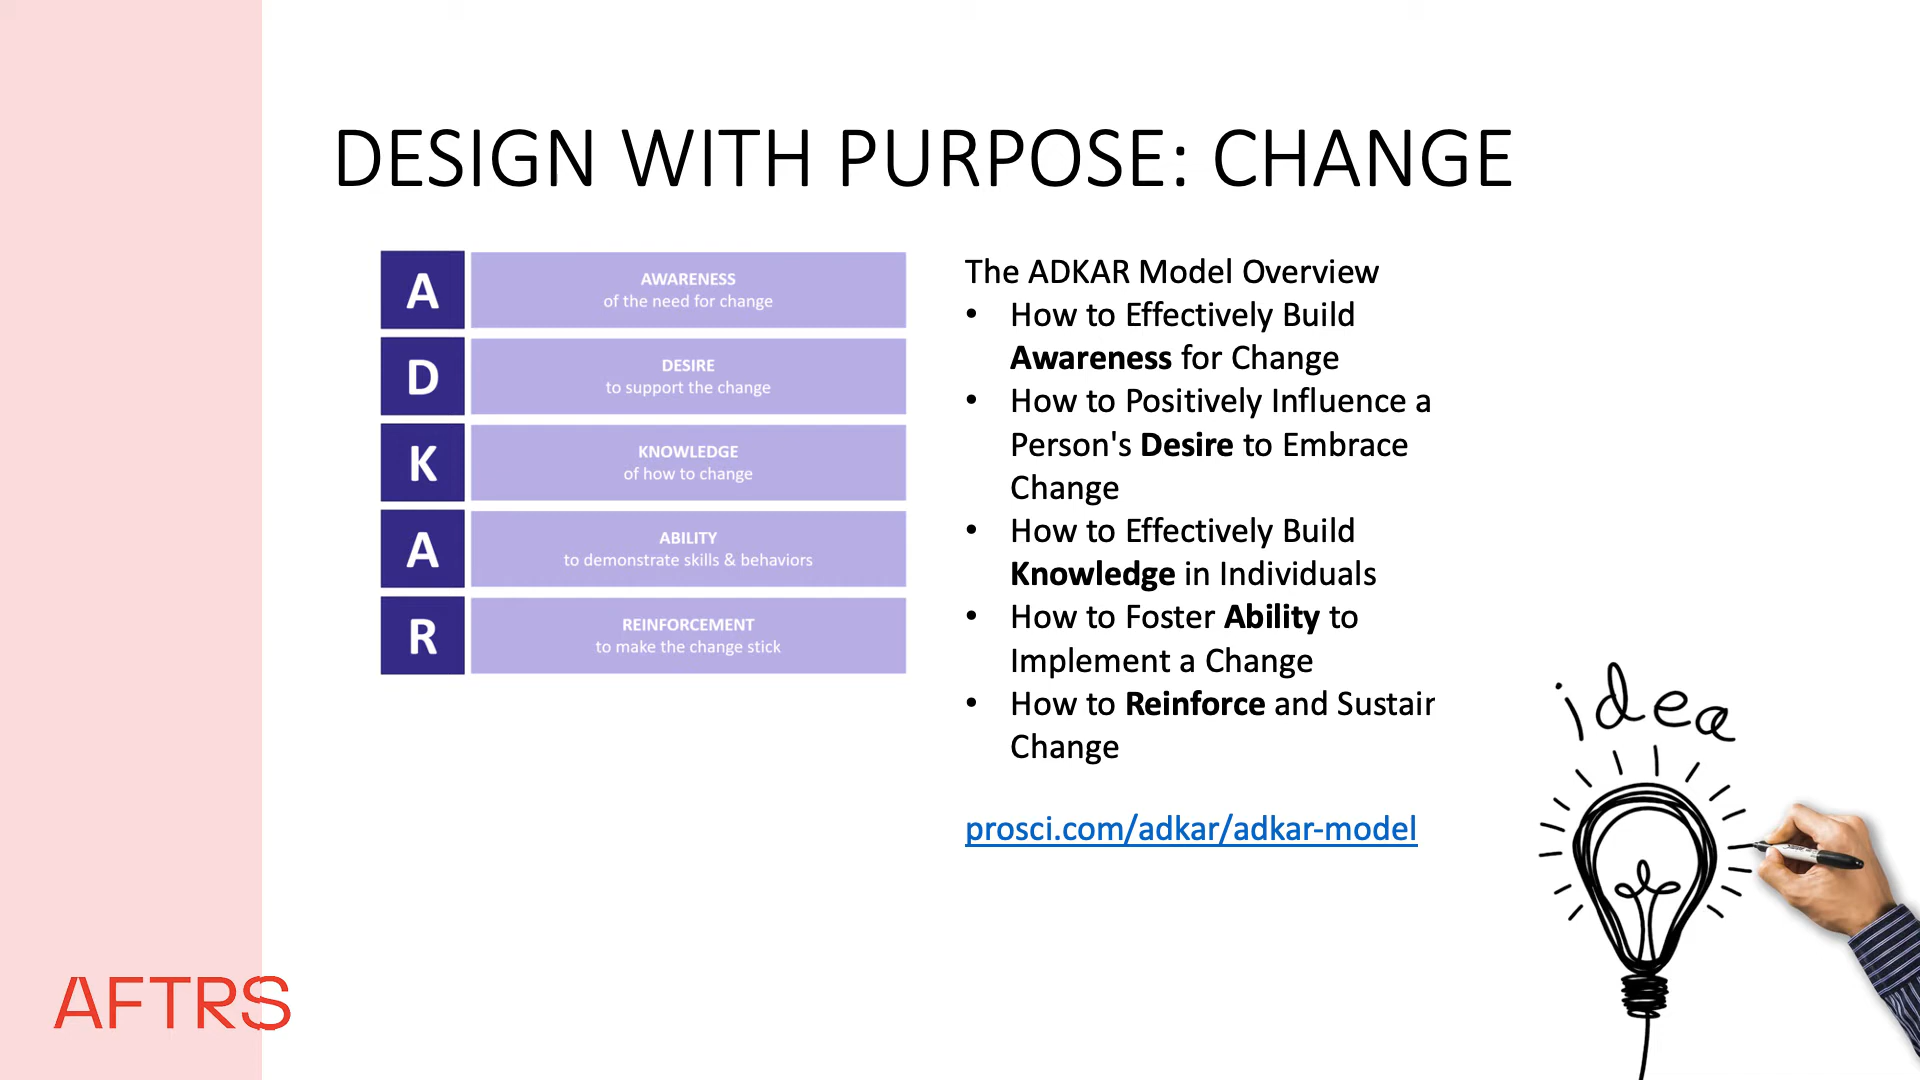 DESIGN WITH PURPOSE: CHANGE
A
AWARENESS
of the need for change
D
DESIRE
to support the change
K
KNOWLEDGE
of how to change
A
ABILITY
to demonstrate skills & behaviors
R
REINFORCEMENT
to make the change stick
The ADKAR Model Overview
• How to Effectively Build
Awareness for Change
• How to Positively Influence a
Person's Desire to Embrace
Change
• How to Effectively Build
Knowledge in Individuals
• How to Foster Ability to
Implement a Change
• How to Reinforce and Sustain
Change
prosci.com/adkar/adkar-model
idea
AFTRS